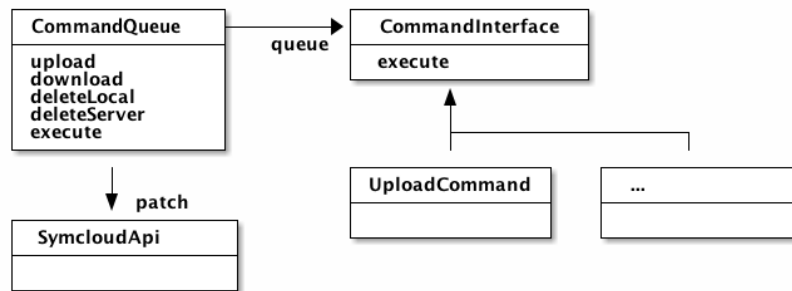 CommandQueue
upload
download
deleteLocal
deleteServer
execute
queue
CommandInterface
execute
patch
SymcloudApi
UploadCommand
...